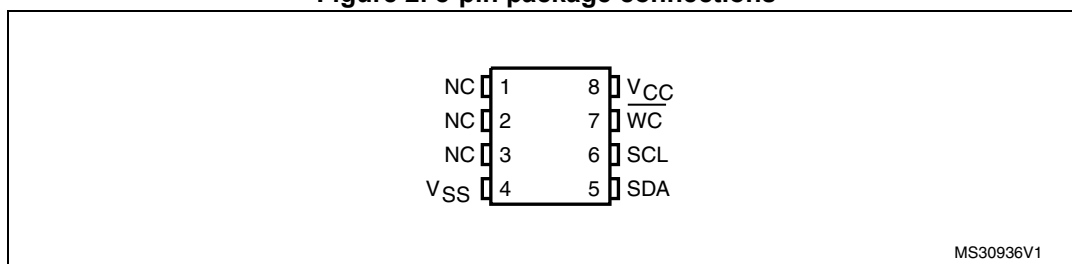 Figure 2. 8-pin package connections
NC 1 8 VCC
NC 2 7 WC
NC 3 6 SCL
VSS 4 5 SDA
MS30936V1